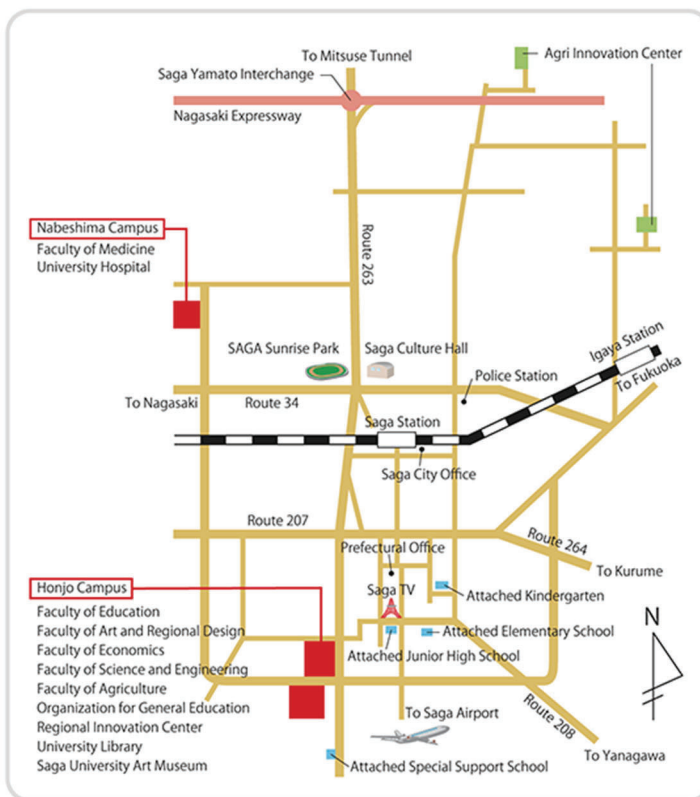 To Mitsuse Tunnel
Agri Innovation Center
Saga Yamato Interchange
Nagasaki Expressway
Nabeshima Campus
Faculty of Medicine
University Hospital
Route 263
SAGA Sunrise Park
Saga Culture Hall
Igaya Station
To Fukuoka
Police Station
To Nagasaki
Route 34
Saga Station
Saga City Office
Route 207
Route 264
Prefectural Office
To Kurume
Saga TV
Honjo Campus
Faculty of Education
Faculty of Art and Regional Design
Faculty of Economics
Faculty of Science and Engineering
Faculty of Agriculture
Organization for General Education
Regional Innovation Center
University Library
Saga University Art Museum
Attached Kindergarten
Attached Elementary School
Attached Junior High School
N
To Saga Airport
Route 208
To Yanagawa
Attached Special Support School